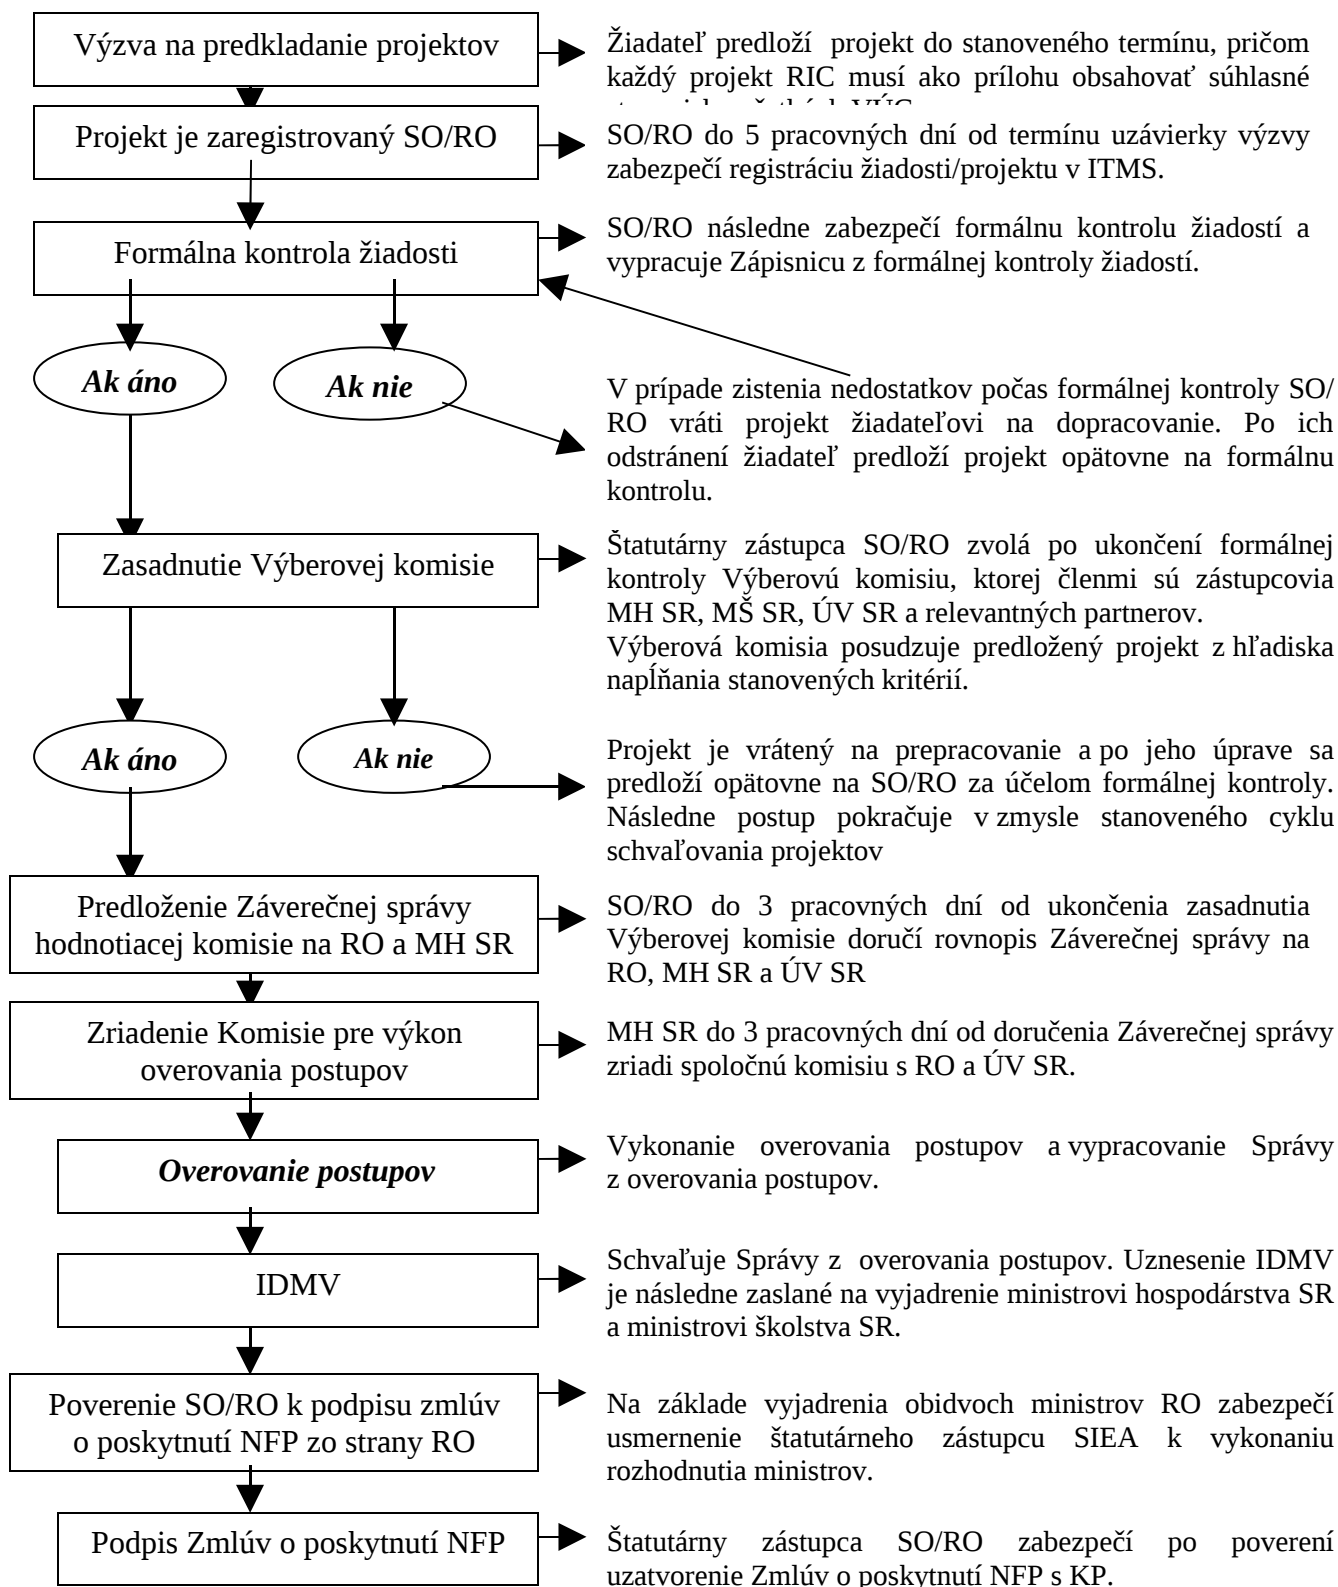 Výzva na predkladanie projektov
Žiadateľ predloží projekt do stanoveného termínu, pričom
každý projekt RIC musí ako prílohu obsahovať súhlasné
VÚC
Projekt je zaregistrovaný SO/RO
SO/RO do 5 pracovných dní od termínu uzávierky výzvy
zabezpečí registráciu žiadosti/projektu v ITMS.
Formálna kontrola žiadosti
SO/RO následne zabezpečí formálnu kontrolu žiadostí a
vypracuje Zápisnicu z formálnej kontroly žiadostí.
Ak áno
Ak nie
V prípade zistenia nedostatkov počas formálnej kontroly SO/
RO vráti projekt žiadateľovi na dopracovanie. Po ich
odstránení žiadateľ predloží projekt opätovne na formálnu
kontrolu.
Zasadnutie Výberovej komisie
Štatutárny zástupca SO/RO zvolá po ukončení formálnej
kontroly Výberovú komisiu, ktorej členmi sú zástupcovia
MH SR, MŠ SR, ÚV SR a relevantných partnerov.
Výberová komisia posudzuje predložený projekt z hľadiska
napĺňania stanovených kritérií.
Ak áno
Ak nie
Projekt je vrátený na prepracovanie a po jeho úprave sa
predloží opätovne na SO/RO za účelom formálnej kontroly.
Následne postup pokračuje v zmysle stanoveného cyklu
schvaľovania projektov
Predloženie Záverečnej správy
hodnotiacej komisie na RO a MH SR
SO/RO do 3 pracovných dní od ukončenia zasadnutia
Výberovej komisie doručí rovnopis Záverečnej správy na
RO, MH SR a ÚV SR
Zriadenie Komisie pre výkon
overovania postupov
MH SR do 3 pracovných dní od doručenia Záverečnej správy
zriadi spoločnú komisiu s RO a ÚV SR.
Overovanie postupov
Vykonanie overovania postupov a vypracovanie Správy
z overovania postupov.
IDMV
Schvaľuje Správy z overovania postupov. Uznesenie IDMV
je následne zaslané na vyjadrenie ministrovi hospodárstva SR
a ministrovi školstva SR.
Poverenie SO/RO k podpisu zmlúv
o poskytnutí NFP zo strany RO
Na základe vyjadrenia obidvoch ministrov RO zabezpečí
usmernenie štatutárneho zástupcu SIEA k vykonaniu
rozhodnutia ministrov.
Podpis Zmlúv o poskytnutí NFP
Štatutárny zástupca SO/RO zabezpečí po poverení
uzatvorenie Zmlúv o poskytnutí NFP s KP.